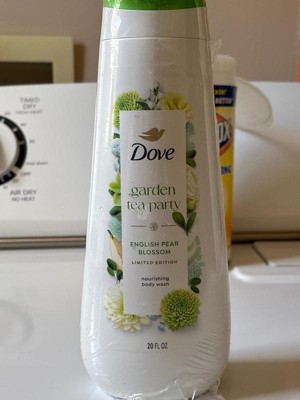 TIMED
DRY
AIR DRY
NO HEAT
Dove
garden
tea party
ENGLISH PEAR
BLOSSOM
LIMITED EDITION
nourishing
body wash
20 FL OZ